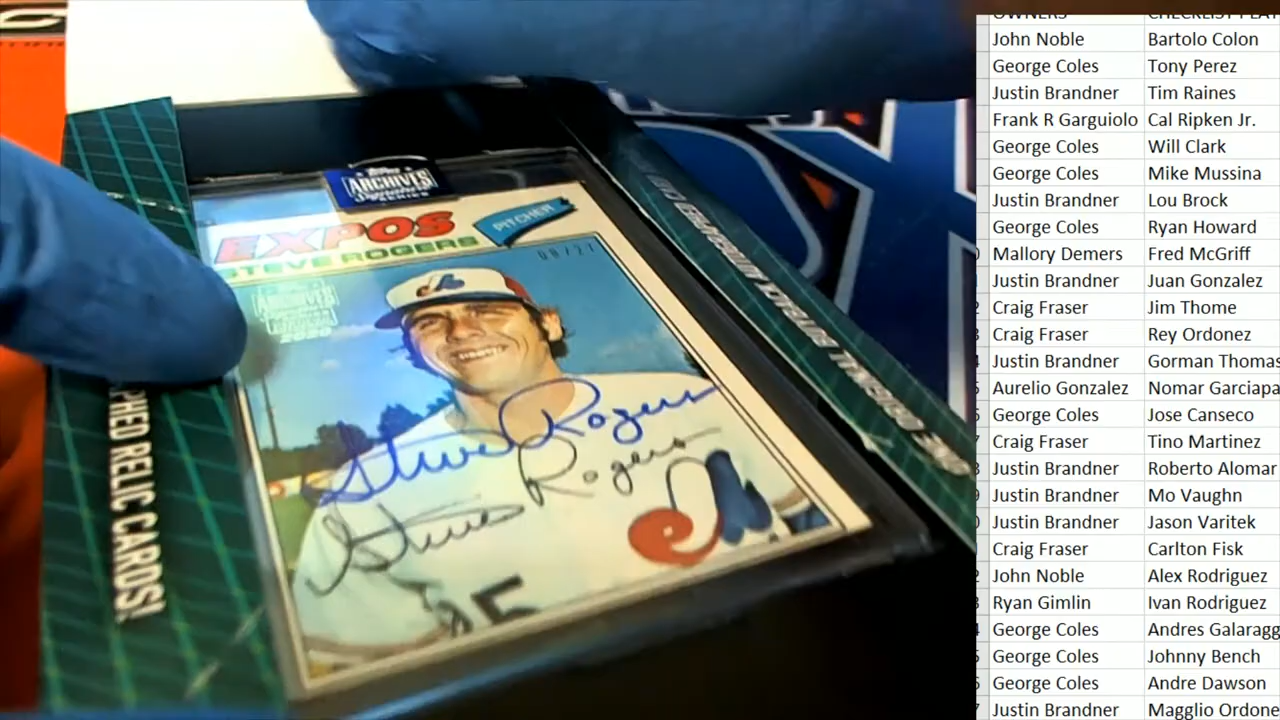 Topps
ARCHIVES
Signature
SERIES
EXPOS
PITCHER
STEVE ROGERS
09/27
ARCHIVES
Steve Rogers
Steve Rogers
PHED RELIC CARDS!
OWNERS
John Noble Bartolo Colon
George Coles Tony Perez
Justin Brandner Tim Raines
Frank R Garguiolo Cal Ripken Jr.
George Coles Will Clark
George Coles Mike Mussina
Justin Brandner Lou Brock
George Coles Ryan Howard
Mallory Demers Fred McGriff
Justin Brandner Juan Gonzalez
Craig Fraser Jim Thome
Craig Fraser Rey Ordonez
Justin Brandner Gorman Thomas
Aurelio Gonzalez Nomar Garciapa
George Coles Jose Canseco
Craig Fraser Tino Martinez
Justin Brandner Roberto Alomar
Justin Brandner Mo Vaughn
Justin Brandner Jason Varitek
Craig Fraser Carlton Fisk
John Noble Alex Rodriguez
Ryan Gimlin Ivan Rodriguez
George Coles Andres Galaragg
George Coles Johnny Bench
George Coles Andre Dawson
Justin Brandner Magglio Ordone